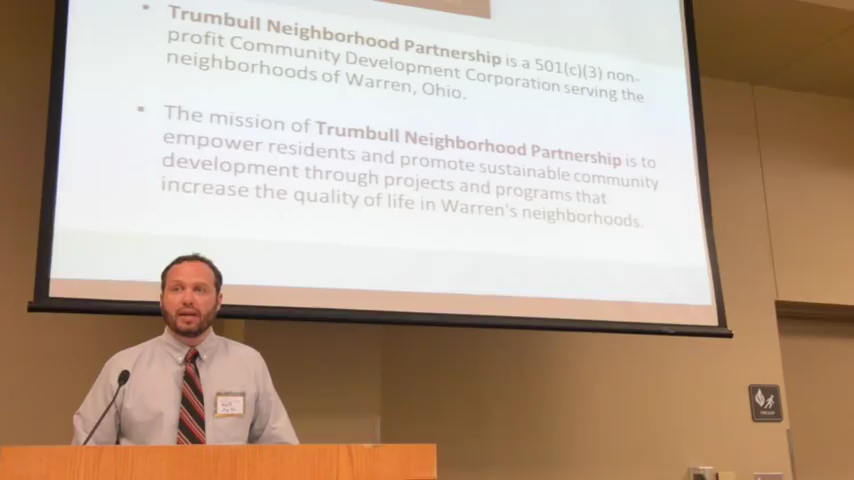 Trumbull Neighborhood Partnership is a 501(c)(3) non-
profit Community Development Corporation serving the
neighborhoods of Warren, Ohio.
The mission of Trumbull Neighborhood Partnership is to
empower residents and promote sustainable community
development through projects and programs that
increase the quality of life in Warren's neighborhoods.